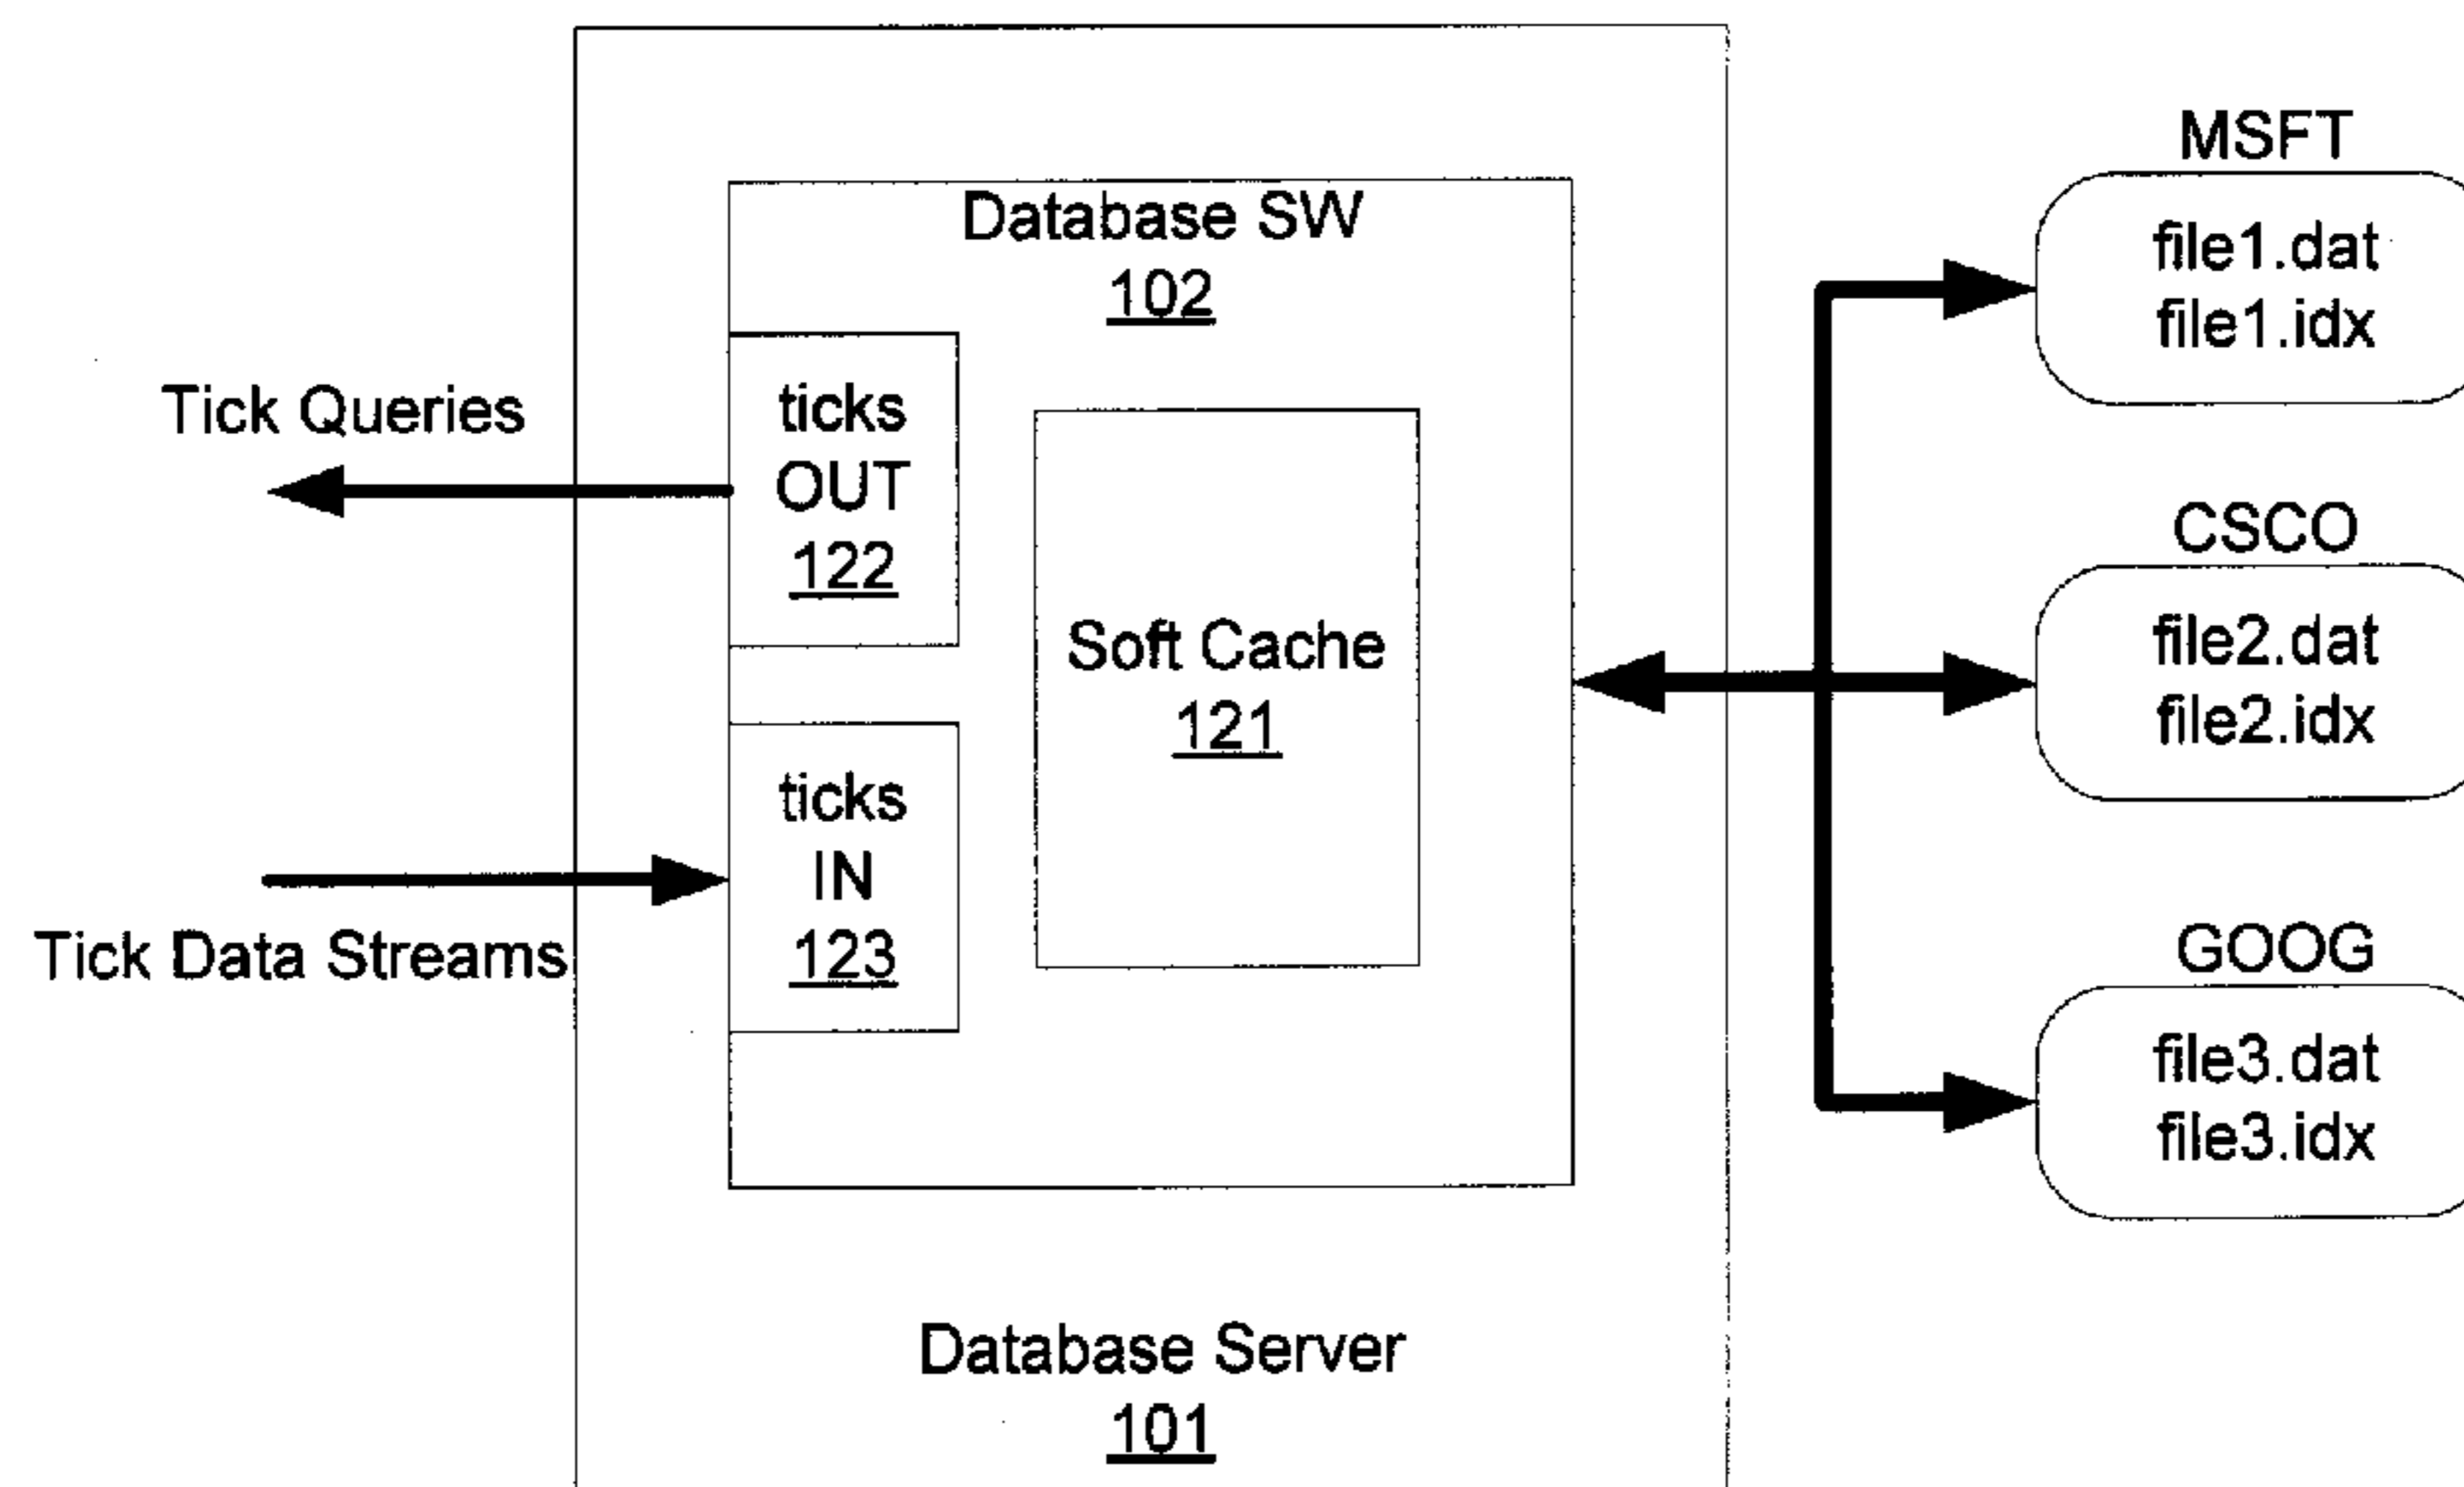 Database SW
102
ticks
OUT
122
Tick Queries
Soft Cache
121
ticks
IN
123
Tick Data Streams
Database Server
101
MSFT
file1.dat
file1.idx
CSCO
file2.dat
file2.idx
GOOG
file3.dat
file3.idx